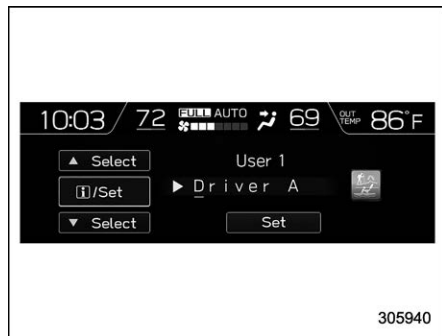 10:03 72 FULL AUTO 69 OUT TEMP 86°F
▲ Select
User 1
i/Set
▶ Driver A
▼ Select
Set
305940